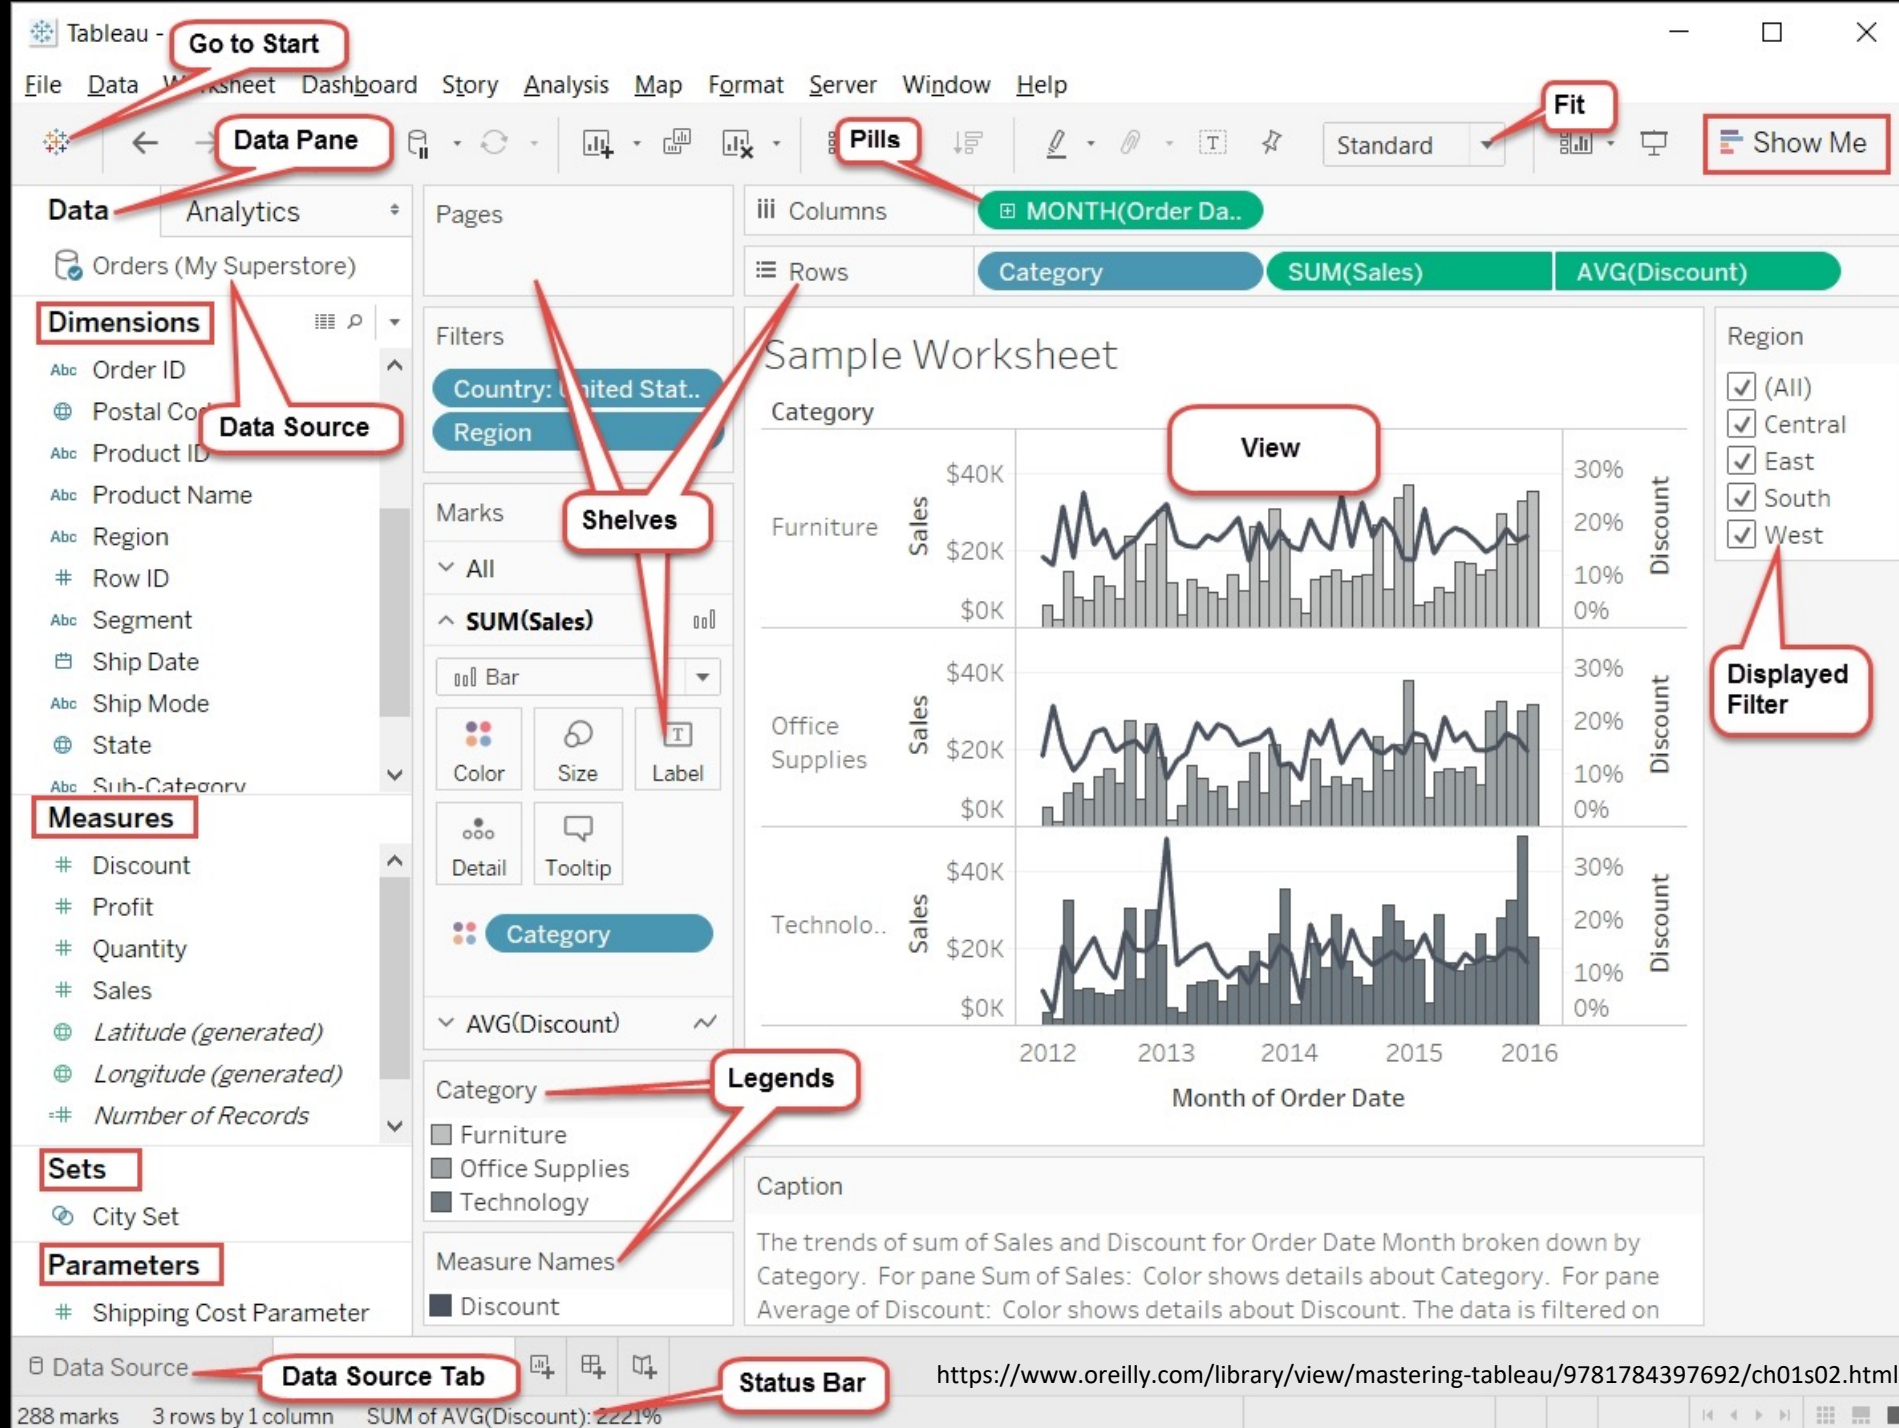 Tableau -
Go to Start
File Data Worksheet Dashboard Story Analysis Map Format Server Window Help
Fit
Data Pane
Pills
Standard
Show Me
Data
Analytics
Pages
Columns
MONTH(Order Da..
Orders (My Superstore)
Rows
Category
SUM(Sales)
AVG(Discount)
Dimensions
Abc Order ID
Postal Cod
Abc Product ID
Abc Product Name
Abc Region
# Row ID
Abc Segment
Ship Date
Abc Ship Mode
State
Abc Sub-Category
Data Source
Measures
# Discount
# Profit
# Quantity
# Sales
Latitude (generated)
Longitude (generated)
=# Number of Records
Sets
City Set
Parameters
# Shipping Cost Parameter
Filters
Country: United Stat..
Region
Marks
Shelves
All
SUM(Sales)
Bar
Color
Size
Label
Detail
Tooltip
Category
AVG(Discount)
Category
Legends
Furniture
Office Supplies
Technology
Measure Names
Discount
Sample Worksheet
Category
View
Furniture
Sales
$40K
$20K
$0K
30%
20%
10%
0%
Discount
Office
Supplies
Sales
$40K
$20K
$0K
30%
20%
10%
0%
Discount
Technolo..
Sales
$40K
$20K
$0K
30%
20%
10%
0%
Discount
2012 2013 2014 2015 2016
Month of Order Date
Region
(All)
Central
East
South
West
Displayed
Filter
Caption
The trends of sum of Sales and Discount for Order Date Month broken down by
Category. For pane Sum of Sales: Color shows details about Category. For pane
Average of Discount: Color shows details about Discount. The data is filtered on
Data Source
Data Source Tab
Status Bar
https://www.oreilly.com/library/view/mastering-tableau/9781784397692/ch01s02.html
288 marks 3 rows by 1 column SUM of AVG(Discount): 2221%